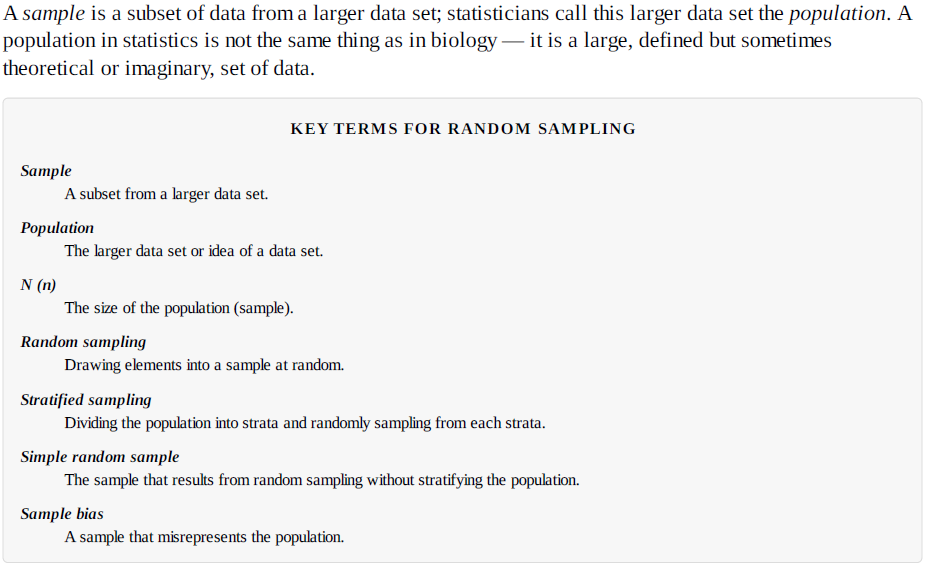 A sample is a subset of data from a larger data set; statisticians call this larger data set the population. A
population in statistics is not the same thing as in biology — it is a large, defined but sometimes
theoretical or imaginary, set of data.
KEY TERMS FOR RANDOM SAMPLING
Sample
A subset from a larger data set.
Population
The larger data set or idea of a data set.
N (n)
The size of the population (sample).
Random sampling
Drawing elements into a sample at random.
Stratified sampling
Dividing the population into strata and randomly sampling from each strata.
Simple random sample
The sample that results from random sampling without stratifying the population.
Sample bias
A sample that misrepresents the population.